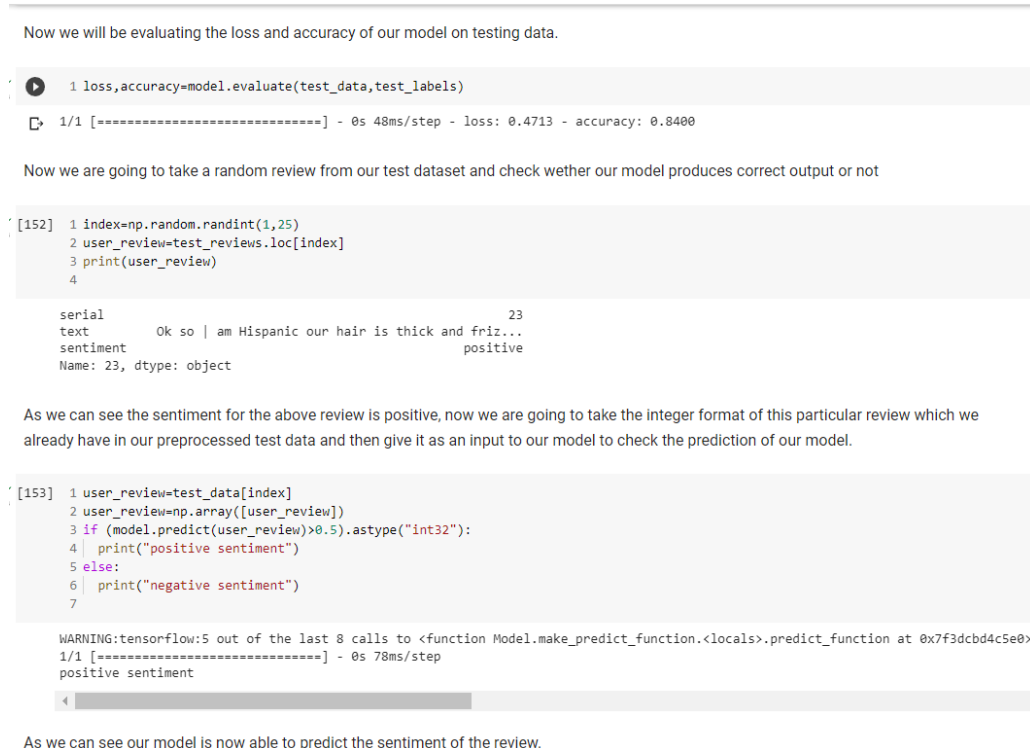 Now we will be evaluating the loss and accuracy of our model on testing data.
1 loss,accuracy=model.evaluate(test_data,test_labels)
1/1 [==============================] - 0s 48ms/step - loss: 0.4713 - accuracy: 0.8400
Now we are going to take a random review from our test dataset and check wether our model produces correct output or not
[152] 1 index=np.random.randint(1,25)
2 user_review=test_reviews.loc[index]
3 print(user_review)
4
serial 23
text Ok so | am Hispanic our hair is thick and friz...
sentiment positive
Name: 23, dtype: object
As we can see the sentiment for the above review is positive, now we are going to take the integer format of this particular review which we
already have in our preprocessed test data and then give it as an input to our model to check the prediction of our model.
[153] 1 user_review=test_data[index]
2 user_review=np.array([user_review])
3 if (model.predict(user_review)>0.5).astype("int32"):
4 print("positive sentiment")
5 else:
6 print("negative sentiment")
7
WARNING:tensorflow:5 out of the last 8 calls to <function Model.make_predict_function.<locals>.predict_function at 0x7f3dcbd4c5e0>
1/1 [==============================] - 0s 78ms/step
positive sentiment
As we can see our model is now able to predict the sentiment of the review.